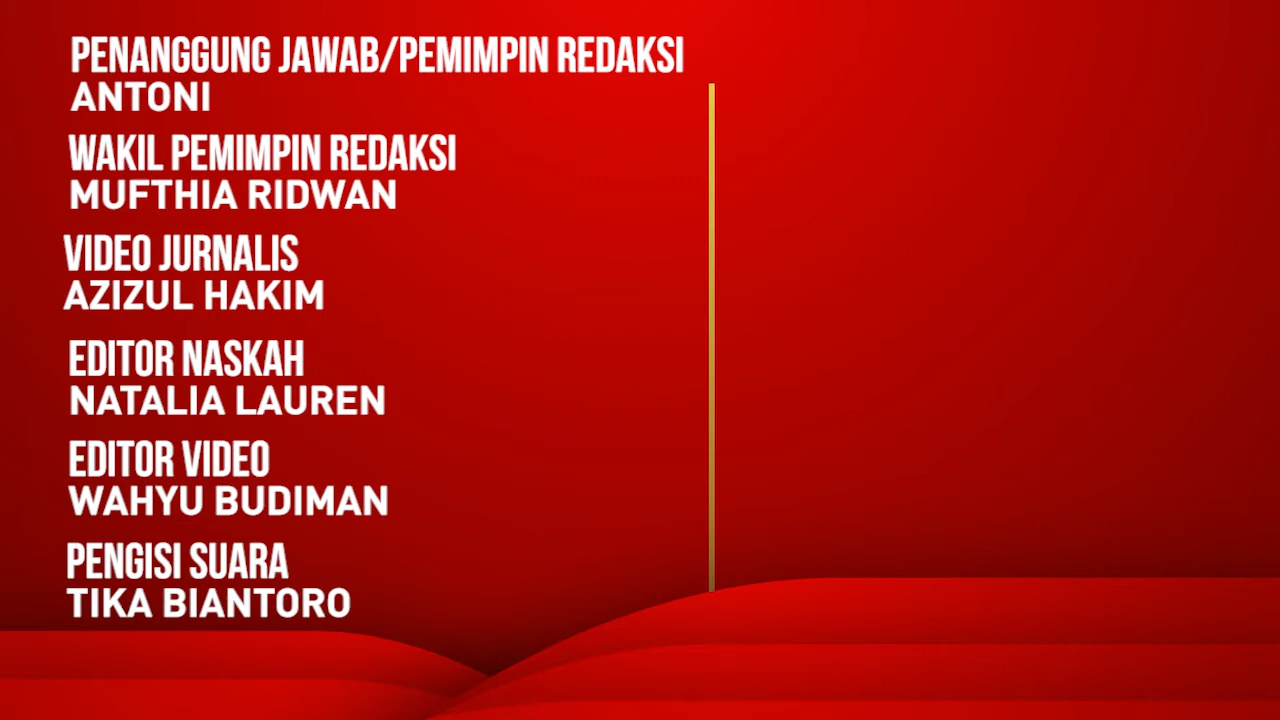 PENANGGUNG JAWAB/PEMIMPIN REDAKSI
ANTONI
WAKIL PEMIMPIN REDAKSI
MUFTHIA RIDWAN
VIDEO JURNALIS
AZIZUL HAKIM
EDITOR NASKAH
NATALIA LAUREN
EDITOR VIDEO
WAHYU BUDIMAN
PENGISI SUARA
TIKA BIANTORO